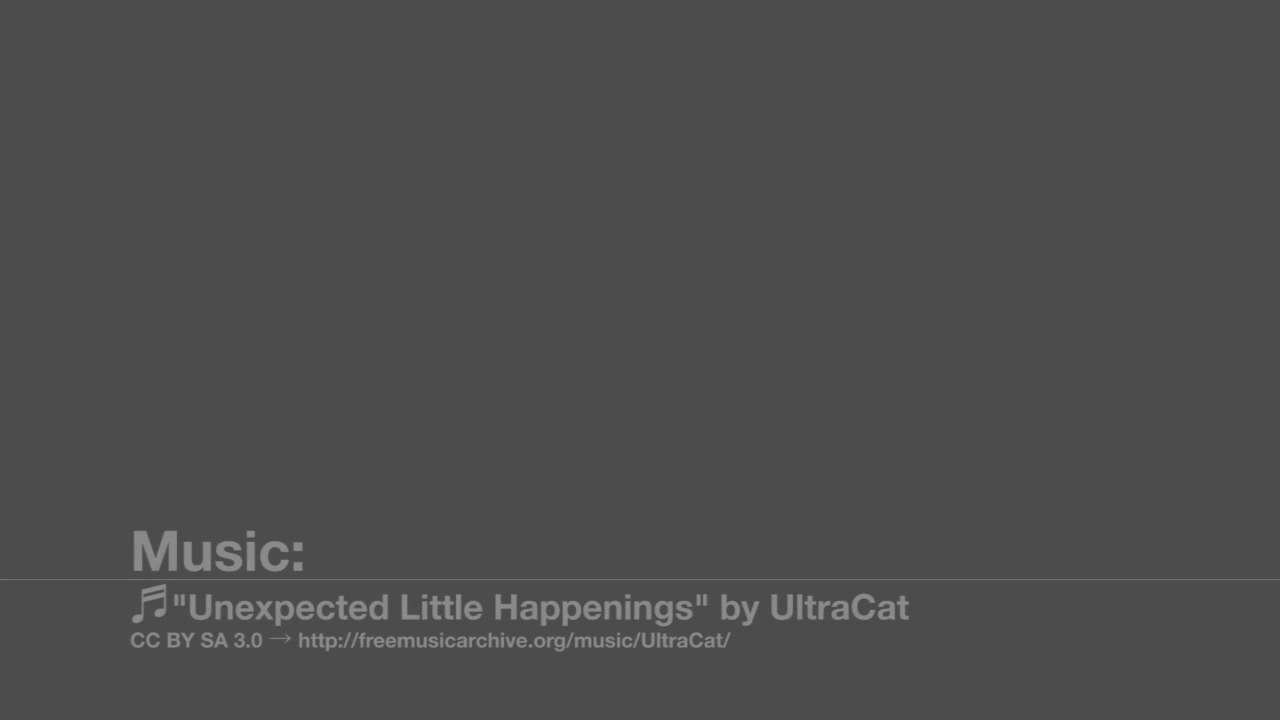 Music:
🎵"Unexpected Little Happenings" by UltraCat
CC BY SA 3.0 → http://freemusicarchive.org/music/UltraCat/